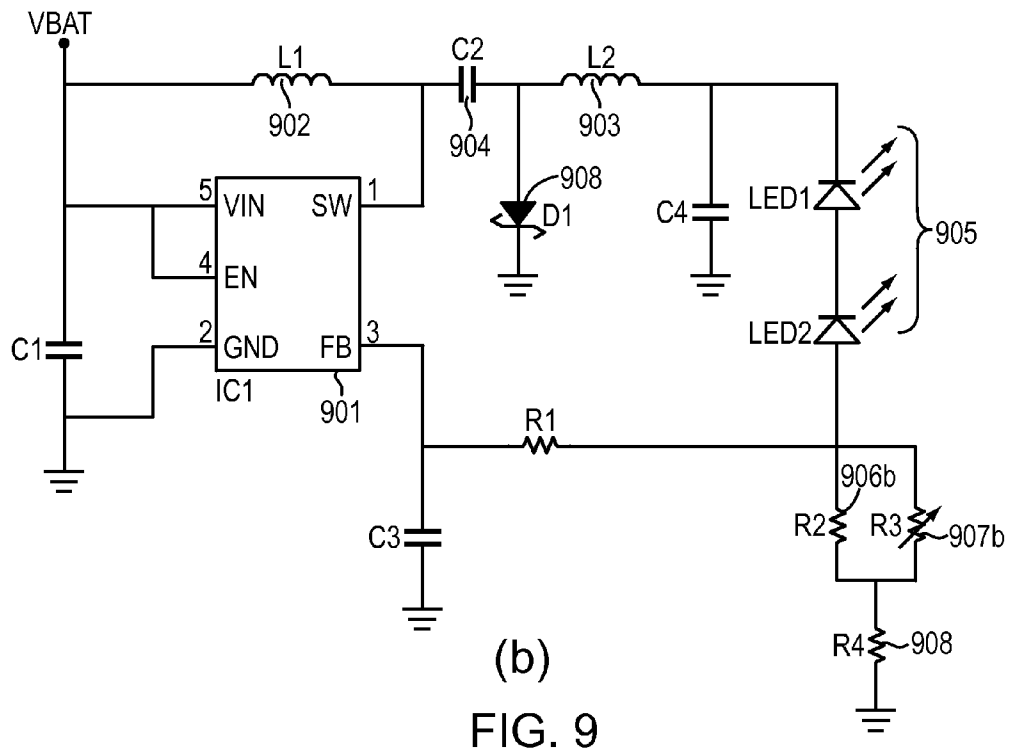 VBAT
L1
902
C2
904
L2
903
908
D1
C4
LED1
LED2
905
5 VIN
SW 1
4 EN
2 GND
FB 3
IC1
901
C1
R1
C3
906b
R2
R3
907b
R4
908
(b)
FIG. 9